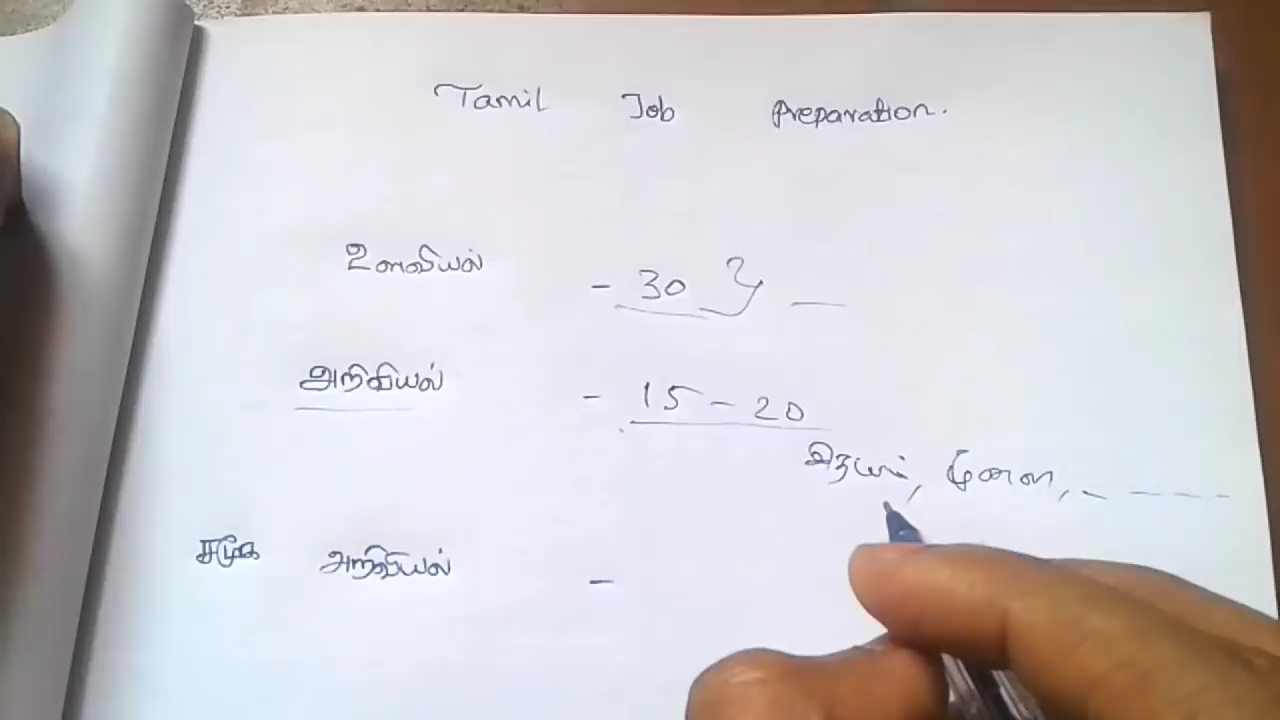 Tamil Job Preparation.
உளவியல் - 30
அறிவியல் - 15 - 20
இதயம், மூளை, - - - - -
சமூக அறிவியல் -